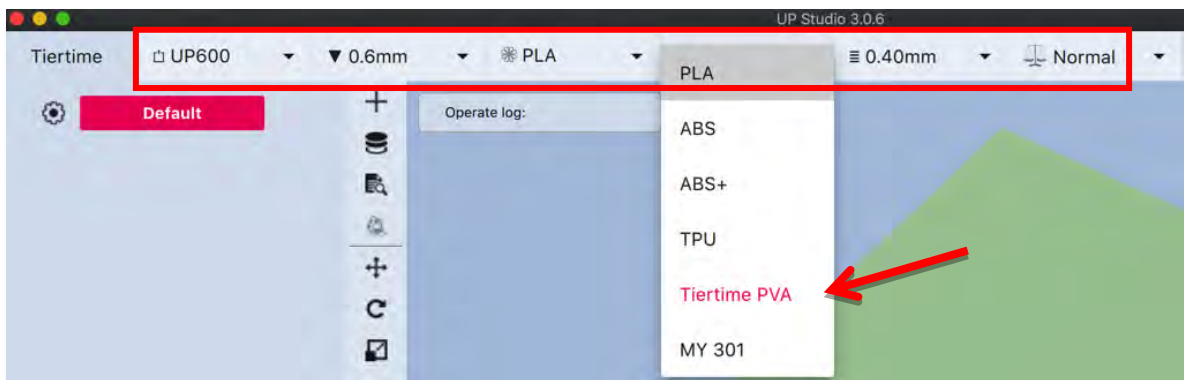 UP Studio 3.0.6
Tiertime UP600 0.6mm PLA 0.40mm Normal
PLA
Default
Operate log:
ABS
ABS+
TPU
Tiertime PVA
MY 301